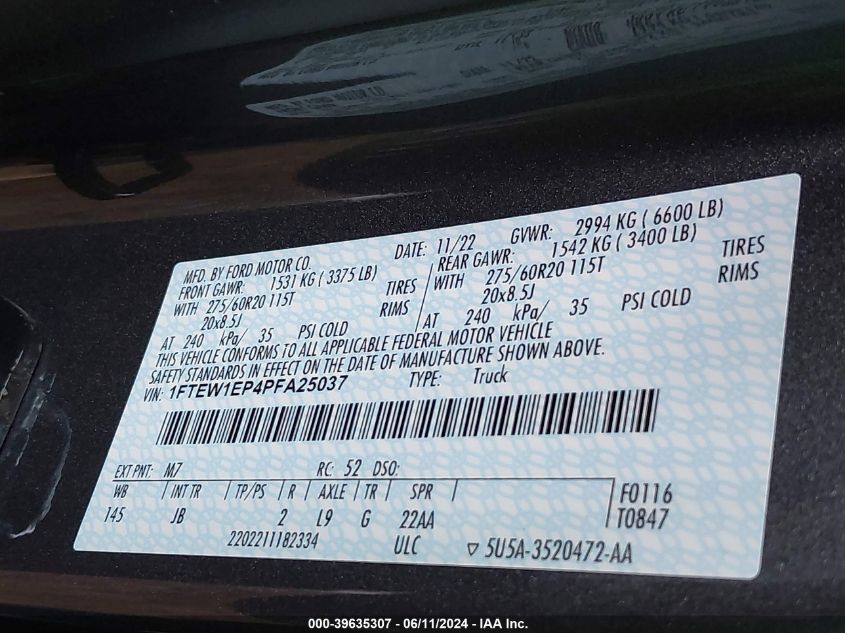 MFD. BY FORD MOTOR CO.
DATE: 11/22 GVWR: 2994 KG ( 6600 LB)
FRONT GAWR: 1531 KG ( 3375 LB)
WITH 275/60R20 115T TIRES
20x8.5J RIMS
AT 240 kPa/ 35 PSI COLD
REAR GAWR: 1542 KG ( 3400 LB)
WITH 275/60R20 115T TIRES
20x8.5J RIMS
AT 240 kPa/ 35 PSI COLD
THIS VEHICLE CONFORMS TO ALL APPLICABLE FEDERAL MOTOR VEHICLE
SAFETY STANDARDS IN EFFECT ON THE DATE OF MANUFACTURE SHOWN ABOVE.
VIN: 1FTEW1EP4PFA25037 TYPE: Truck
EXT PNT: M7 RC: 52 DSO:
WB INT TR TP/PS R AXLE TR SPR F0116
145 JB 2 L9 G 22AA T0847
2202211182334 ULC ▽ 5U5A-3520472-AA
000-39635307 - 06/11/2024 - IAA Inc.